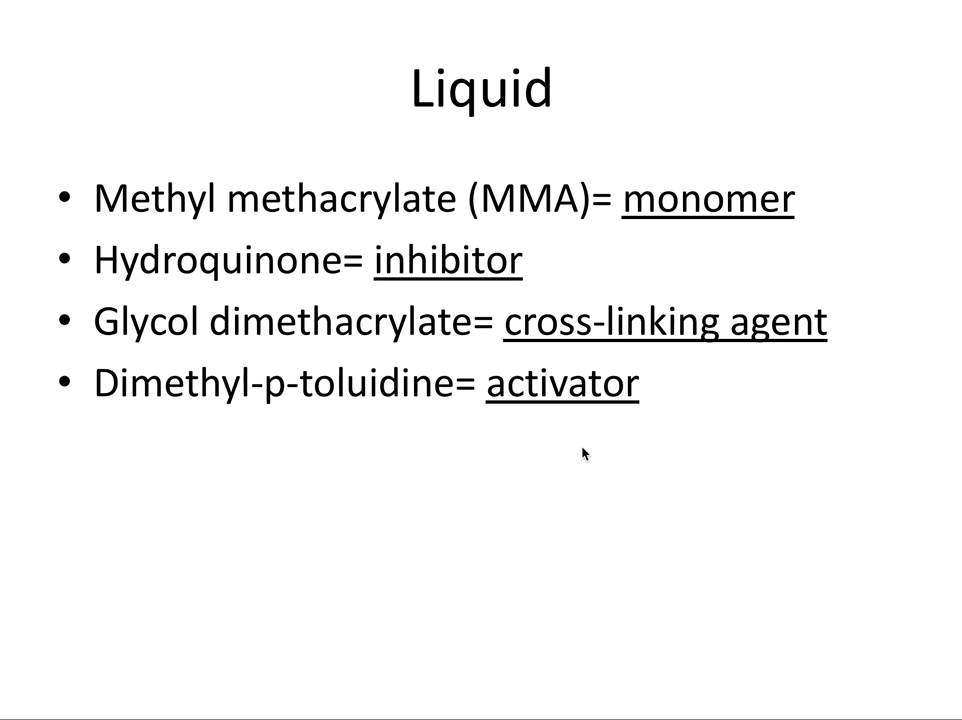 Liquid
• Methyl methacrylate (MMA)= monomer
• Hydroquinone= inhibitor
• Glycol dimethacrylate= cross-linking agent
• Dimethyl-p-toluidine= activator